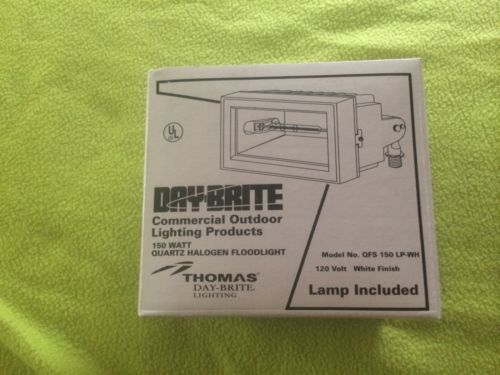 UL
DAY-BRITE
Commercial Outdoor
Lighting Products
150 WATT
QUARTZ HALOGEN FLOODLIGHT
THOMAS
DAY-BRITE
LIGHTING
Model No. QFS 150 LP-WH
120 Volt White Finish
Lamp Included